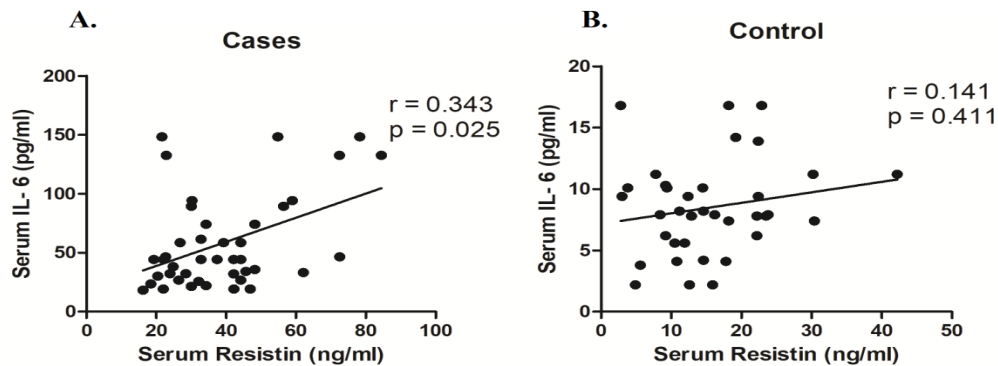 A.
Cases
Serum IL- 6 (pg/ml)
200
150
100
50
0
r = 0.343
p = 0.025
0 20 40 60 80 100
Serum Resistin (ng/ml)
B.
Control
Serum IL- 6 (pg/ml)
20
15
10
5
0
r = 0.141
p = 0.411
0 10 20 30 40 50
Serum Resistin (ng/ml)